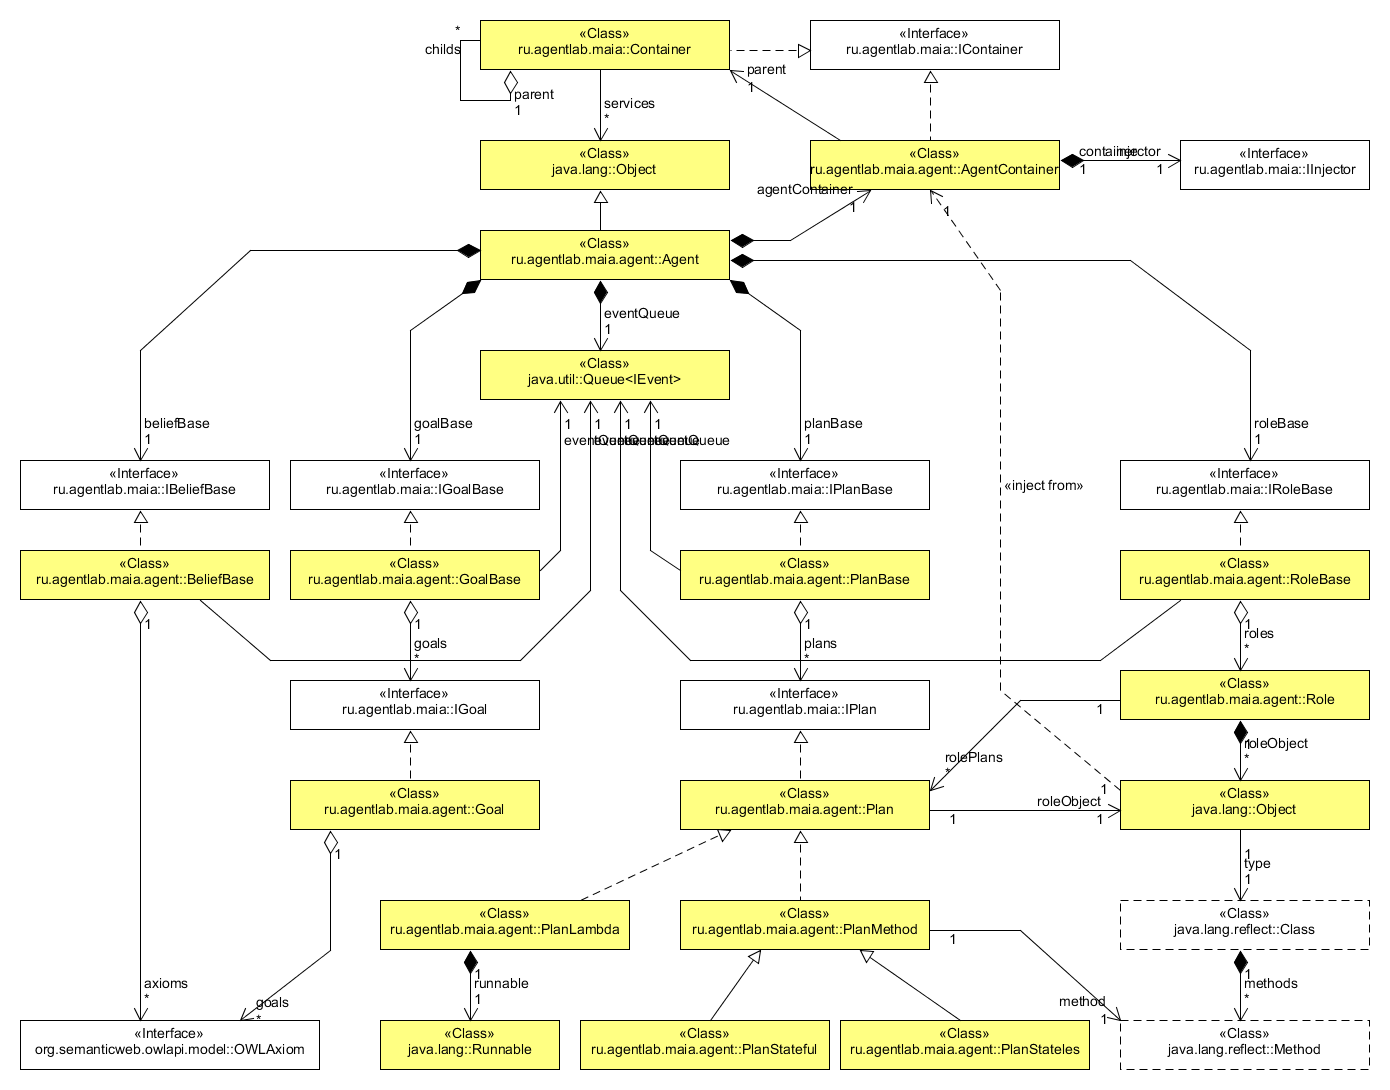 *
childs
parent
1
«Class»
ru.agentlab.maia::Container
«Interface»
ru.agentlab.maia::IContainer
parent
1
services
*
«Class»
java.lang::Object
«Class»
ru.agentlab.maia.agent::AgentContainer
container
1
injector
1
«Interface»
ru.agentlab.maia::IInjector
agentContainer
1
1
«Class»
ru.agentlab.maia.agent::Agent
eventQueue
1
«Class»
java.util::Queue<IEvent>
beliefBase
1
goalBase
1
1
eventQueue
1
eventQueue
1
eventQueue
1
eventQueue
planBase
1
roleBase
1
«inject from»
«Interface»
ru.agentlab.maia::IBeliefBase
«Interface»
ru.agentlab.maia::IGoalBase
«Interface»
ru.agentlab.maia::IPlanBase
«Interface»
ru.agentlab.maia::IRoleBase
«Class»
ru.agentlab.maia.agent::BeliefBase
«Class»
ru.agentlab.maia.agent::GoalBase
«Class»
ru.agentlab.maia.agent::PlanBase
«Class»
ru.agentlab.maia.agent::RoleBase
1
1
goals
*
1
plans
*
1
roles
*
«Interface»
ru.agentlab.maia::IGoal
«Interface»
ru.agentlab.maia::IPlan
«Class»
ru.agentlab.maia.agent::Role
1
rolePlans
*
1
roleObject
*
«Class»
ru.agentlab.maia.agent::Goal
«Class»
ru.agentlab.maia.agent::Plan
1
roleObject
1
1
«Class»
java.lang::Object
1
1
type
1
«Class»
ru.agentlab.maia.agent::PlanLambda
«Class»
ru.agentlab.maia.agent::PlanMethod
1
«Class»
java.lang.reflect::Class
axioms
*
goals
*
1
runnable
1
method
1
1
methods
*
«Interface»
org.semanticweb.owlapi.model::OWLAxiom
«Class»
java.lang::Runnable
«Class»
ru.agentlab.maia.agent::PlanStateful
«Class»
ru.agentlab.maia.agent::PlanStateles
«Class»
java.lang.reflect::Method